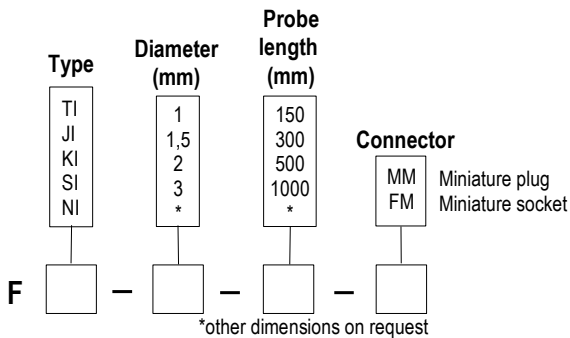 Type
TI
JI
KI
SI
NI
Diameter
(mm)
1
1,5
2
3
*
Probe
length
(mm)
150
300
500
1000
*
Connector
MM Miniature plug
FM Miniature socket
F – – –
*other dimensions on request